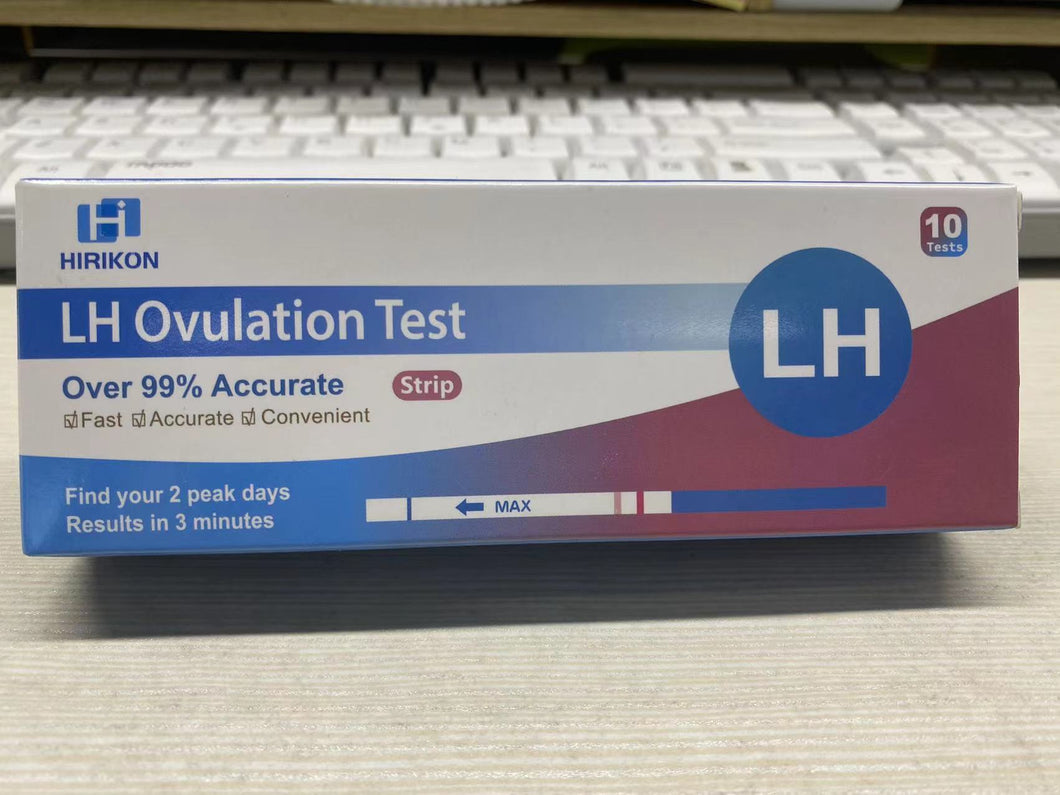 Hi
HIRIKON
10
Tests
LH Ovulation Test
LH
Over 99% Accurate
Strip
Fast Accurate Convenient
Find your 2 peak days
Results in 3 minutes
MAX